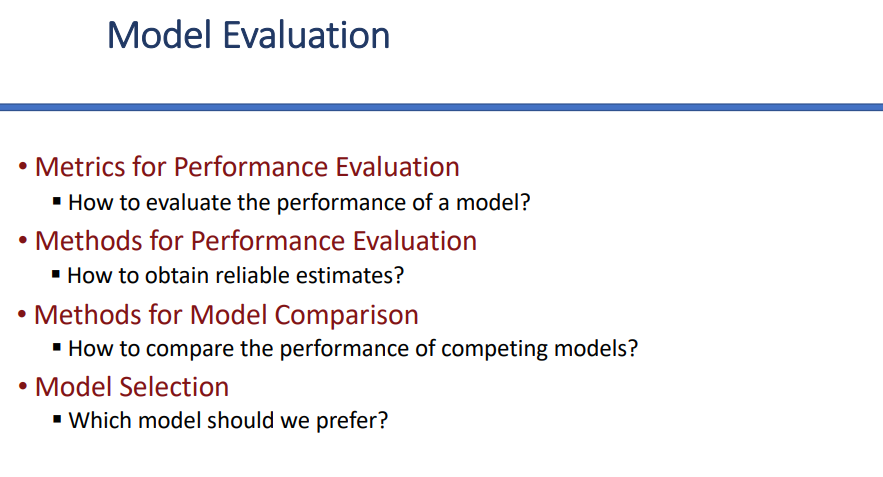 Model Evaluation
• Metrics for Performance Evaluation
▪ How to evaluate the performance of a model?
• Methods for Performance Evaluation
▪ How to obtain reliable estimates?
• Methods for Model Comparison
▪ How to compare the performance of competing models?
• Model Selection
▪ Which model should we prefer?